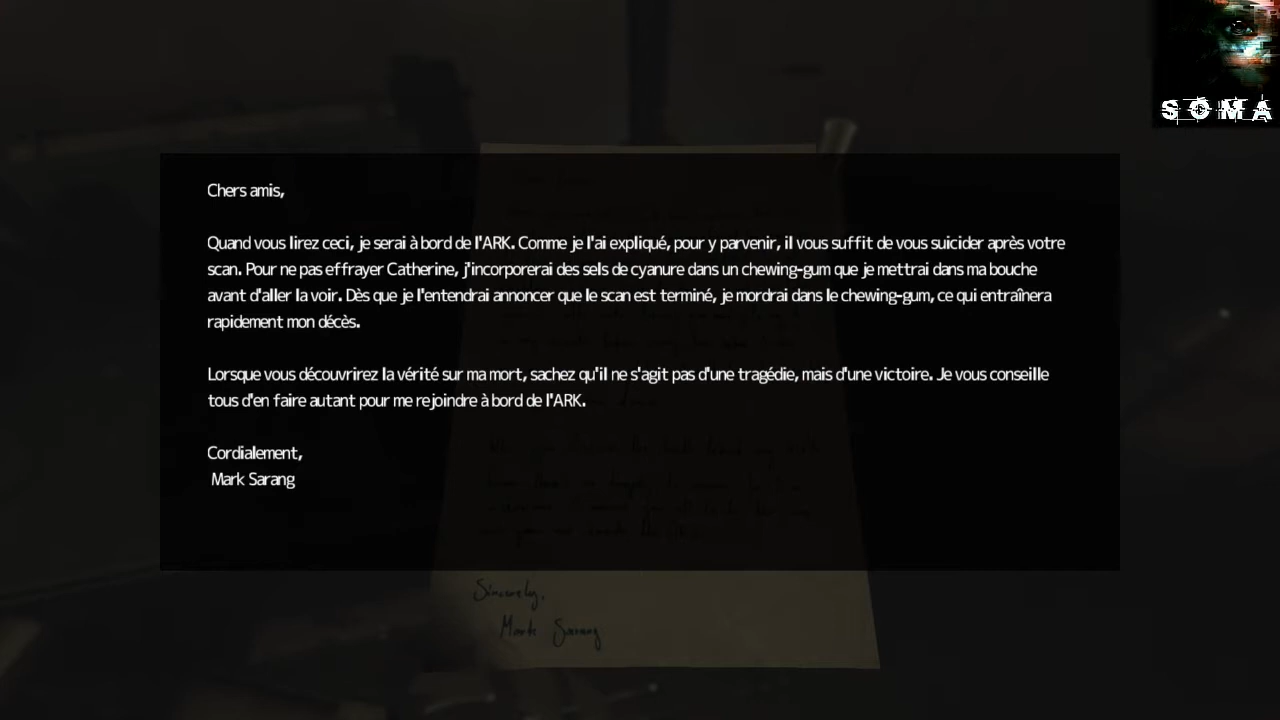 SOMA
Chers amis,
Quand vous lirez ceci, je serai à bord de l'ARK. Comme je l'ai expliqué, pour y parvenir, il vous suffit de vous suicider après votre
scan. Pour ne pas effrayer Catherine, j'incorporerai des sels de cyanure dans un chewing-gum que je mettrai dans ma bouche
avant d'aller la voir. Dès que je l'entendrai annoncer que le scan est terminé, je mordrai dans le chewing-gum, ce qui entraînera
rapidement mon décès.
Lorsque vous découvrirez la vérité sur ma mort, sachez qu'il ne s'agit pas d'une tragédie, mais d'une victoire. Je vous conseille
tous d'en faire autant pour me rejoindre à bord de l'ARK.
Cordialement,
Mark Sarang
Sincerely,
Mark Sarang